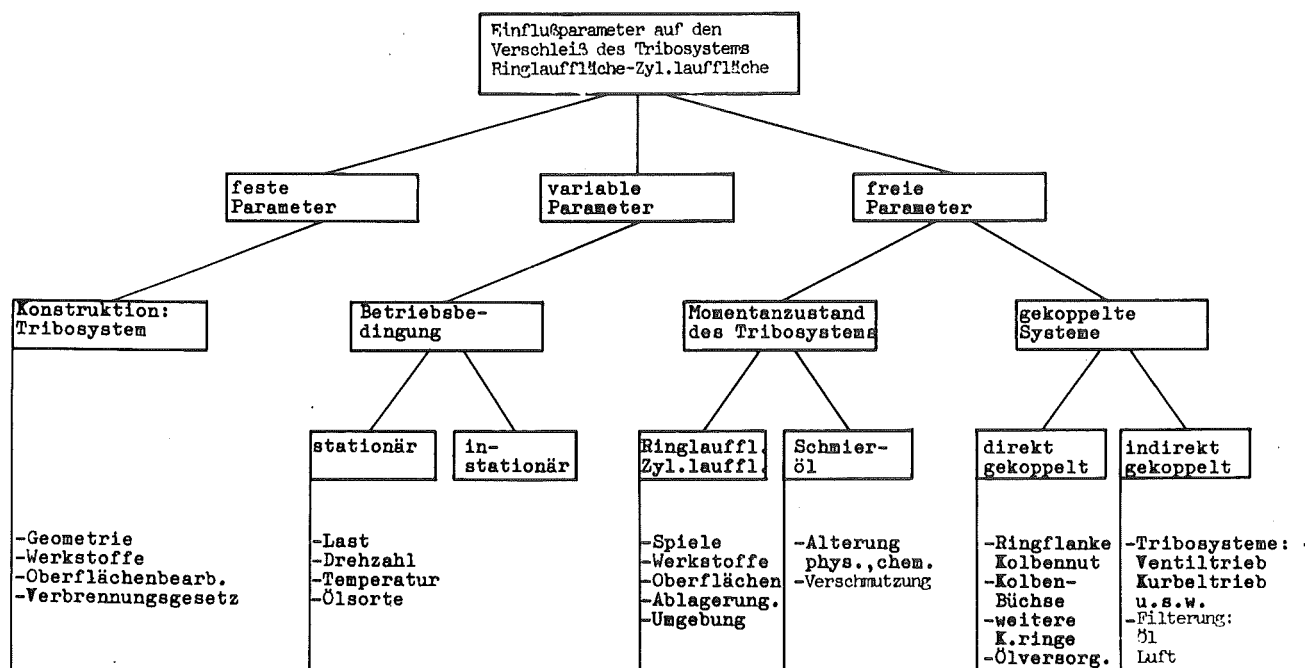 Einflußparameter auf den
Verschleiß des Tribosystems
Ringlauffläche-Zyl.lauffläche
feste
Parameter
variable
Parameter
freie
Parameter
Konstruktion:
Tribosystem
Betriebsbe-
dingung
Momentanzustand
des Tribosystems
gekoppelte
Systeme
stationär
in-
stationär
Ringlauffl.
Zyl.lauffl.
Schmier-
öl
direkt
gekoppelt
indirekt
gekoppelt
-Geometrie
-Werkstoffe
-Oberflächenbearb.
-Verbrennungsgesetz
-Last
-Drehzahl
-Temperatur
-Ölsorte
-Spiele
-Werkstoffe
-Oberflächen
-Ablagerung.
-Umgebung
-Alterung
phys.,chem.
-Verschmutzung
-Ringflanke
Kolbennut
-Kolben-
Büchse
-weitere
K.ringe
-Ölversorg.
-Tribosysteme:
Ventiltrieb
Kurbeltrieb
u.s.w.
-Filterung:
Öl
Luft